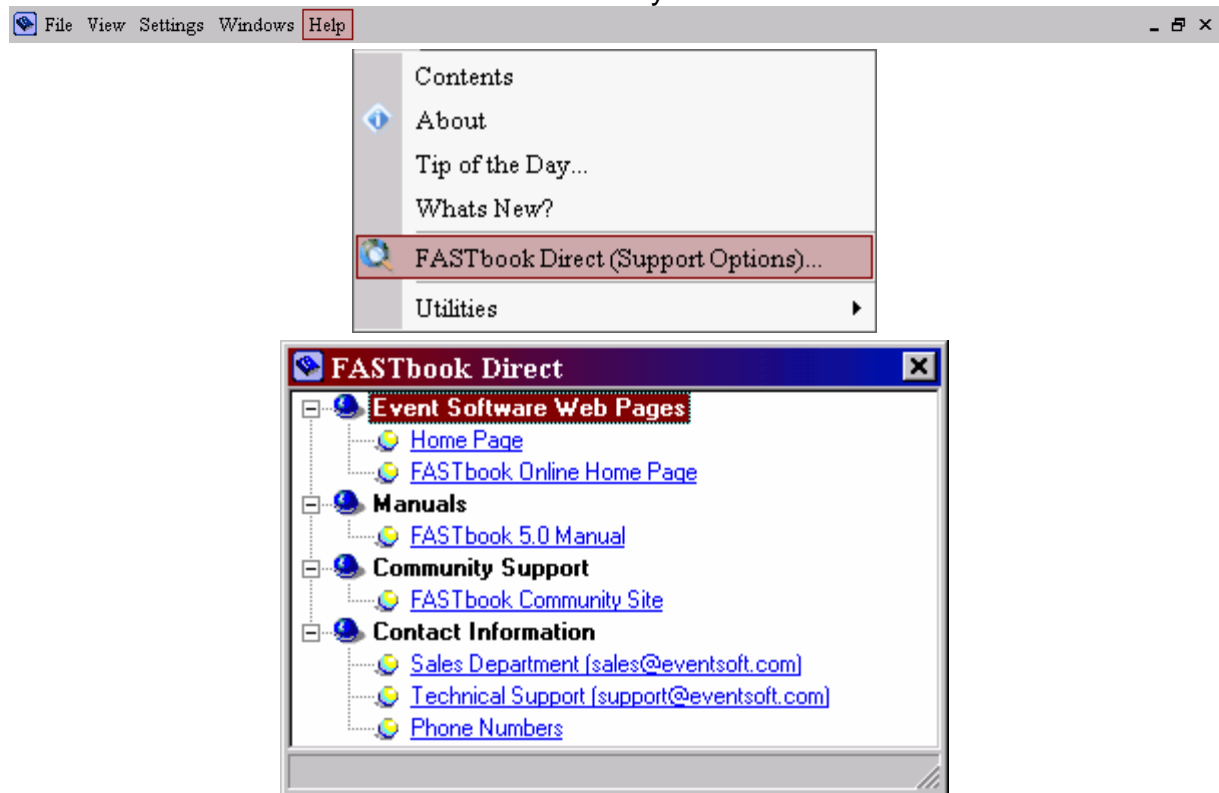 File View Settings Windows Help
Contents
About
Tip of the Day...
Whats New?
FASTbook Direct (Support Options)...
Utilities
FASTbook Direct
Event Software Web Pages
Home Page
FASTbook Online Home Page
Manuals
FASTbook 5.0 Manual
Community Support
FASTbook Community Site
Contact Information
Sales Department (sales@eventsoft.com)
Technical Support (support@eventsoft.com)
Phone Numbers